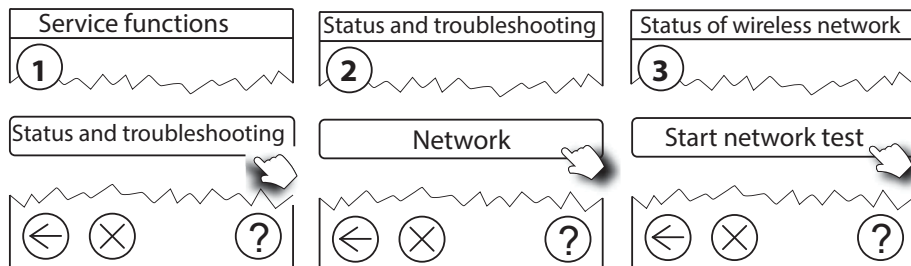 Service functions
1
Status and troubleshooting
?
Status and troubleshooting
2
Network
?
Status of wireless network
3
Start network test
?